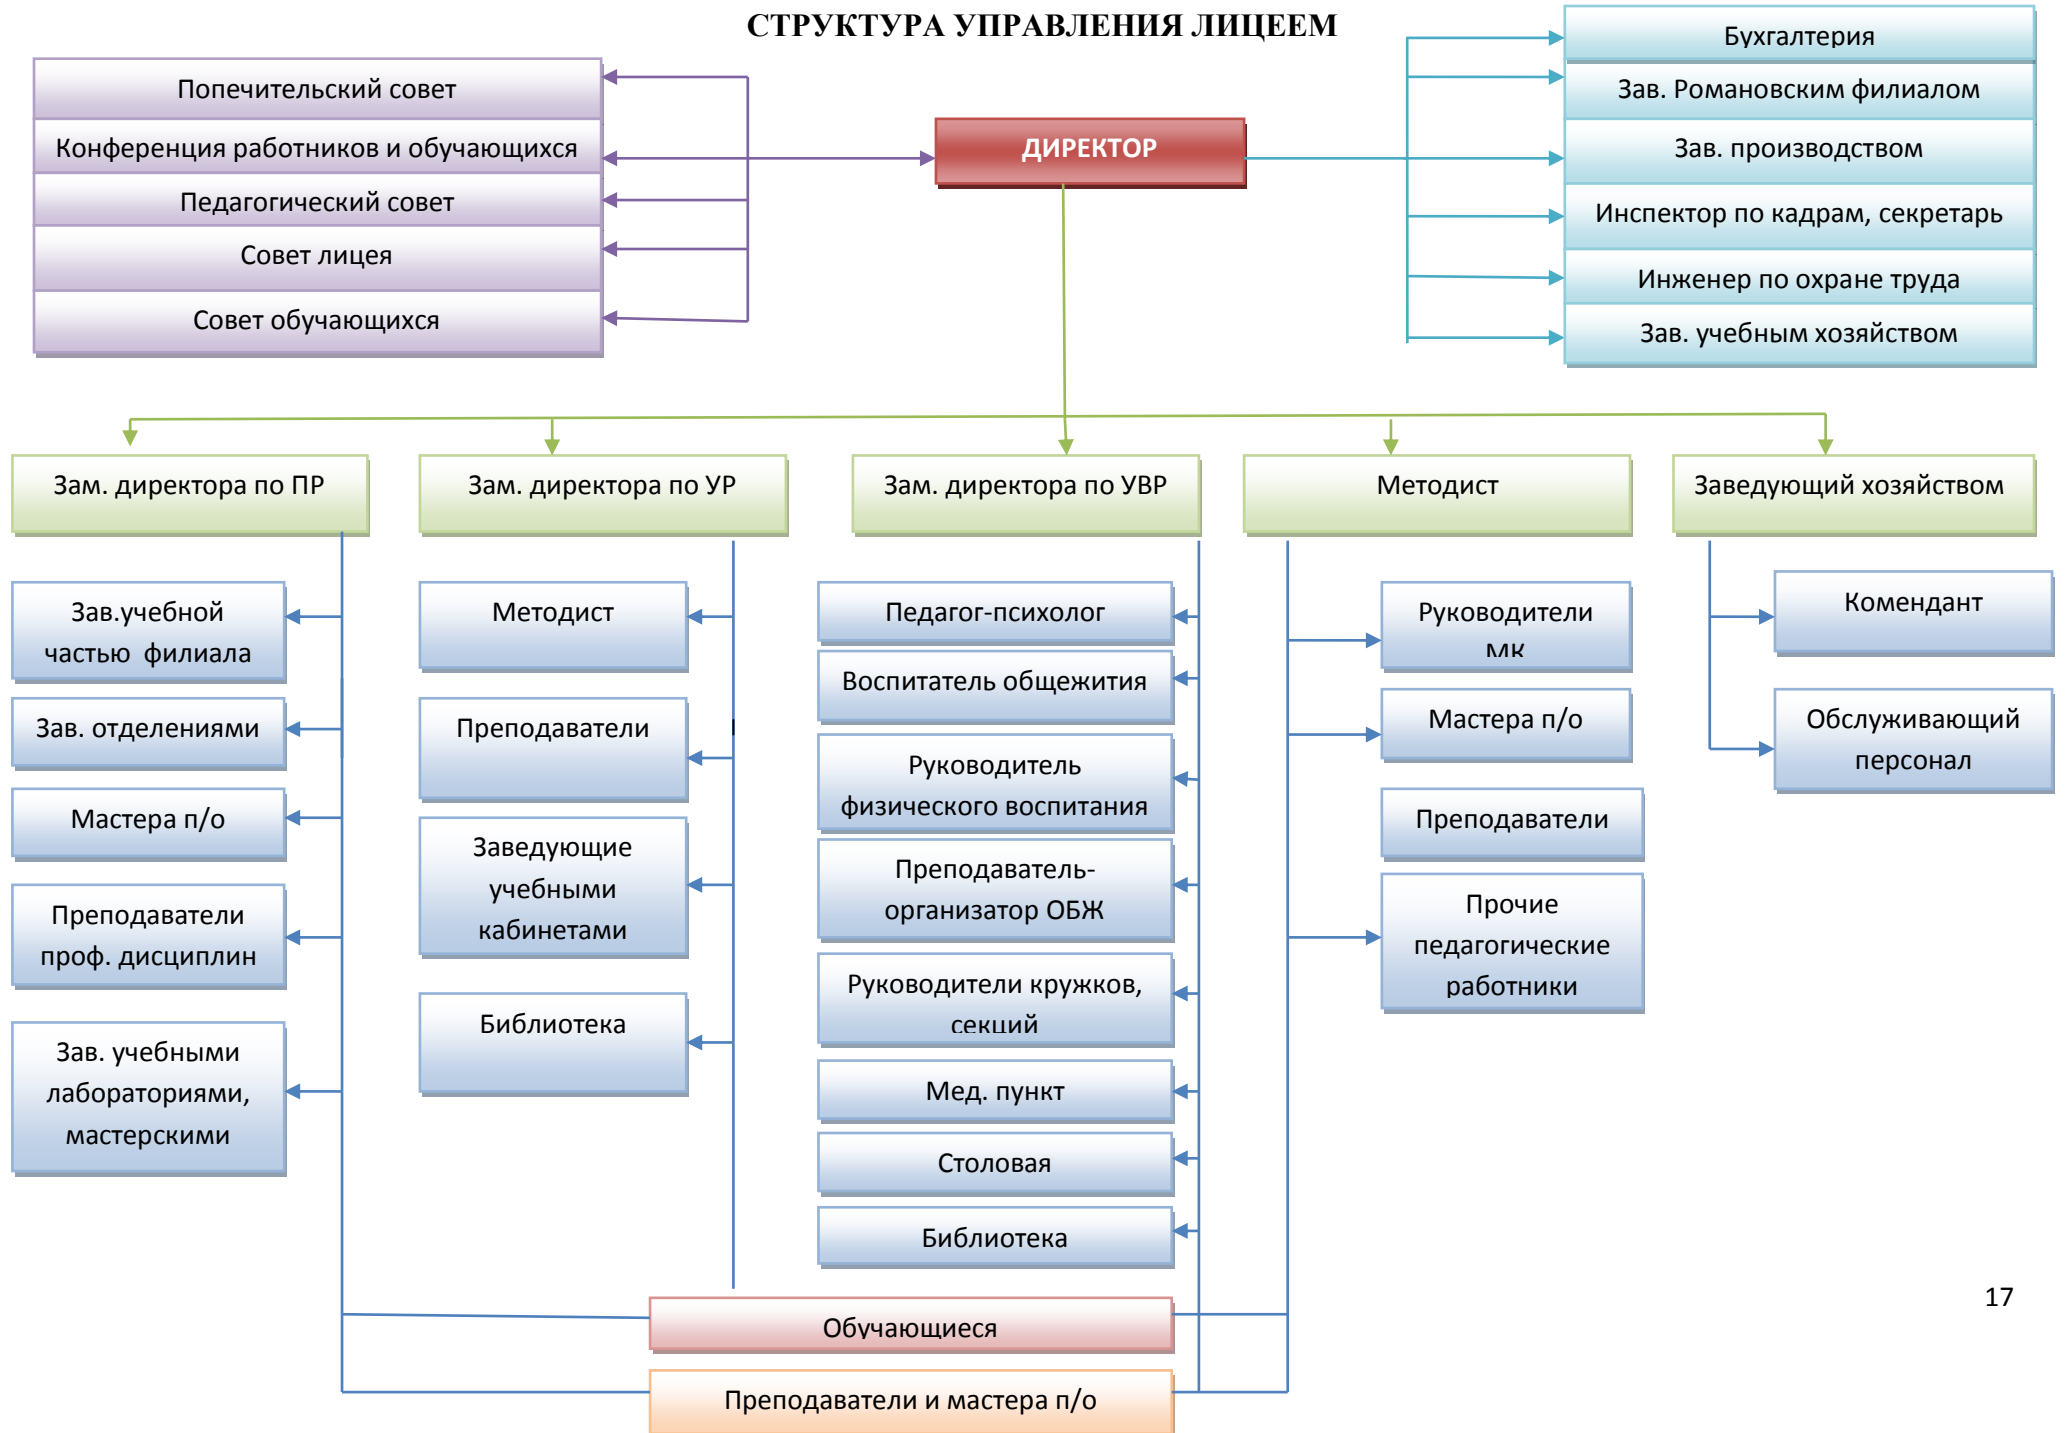 СТРУКТУРА УПРАВЛЕНИЯ ЛИЦЕЕМ
Попечительский совет
Конференция работников и обучающихся
Педагогический совет
Совет лицея
Совет обучающихся
ДИРЕКТОР
Бухгалтерия
Зав. Романовским филиалом
Зав. производством
Инспектор по кадрам, секретарь
Инженер по охране труда
Зав. учебным хозяйством
Зам. директора по ПР
Зам. директора по УР
Зам. директора по УВР
Методист
Заведующий хозяйством
Зав.учебной
частью филиала
Зав. отделениями
Мастера п/о
Преподаватели
проф. дисциплин
Зав. учебными
лабораториями,
мастерскими
Методист
Преподаватели
Заведующие
учебными
кабинетами
Библиотека
Педагог-психолог
Воспитатель общежития
Руководитель
физического воспитания
Преподаватель-
организатор ОБЖ
Руководители кружков,
секций
Мед. пункт
Столовая
Библиотека
Руководители
МК
Мастера п/о
Преподаватели
Прочие
педагогические
работники
Комендант
Обслуживающий
персонал
Обучающиеся
Преподаватели и мастера п/о
17